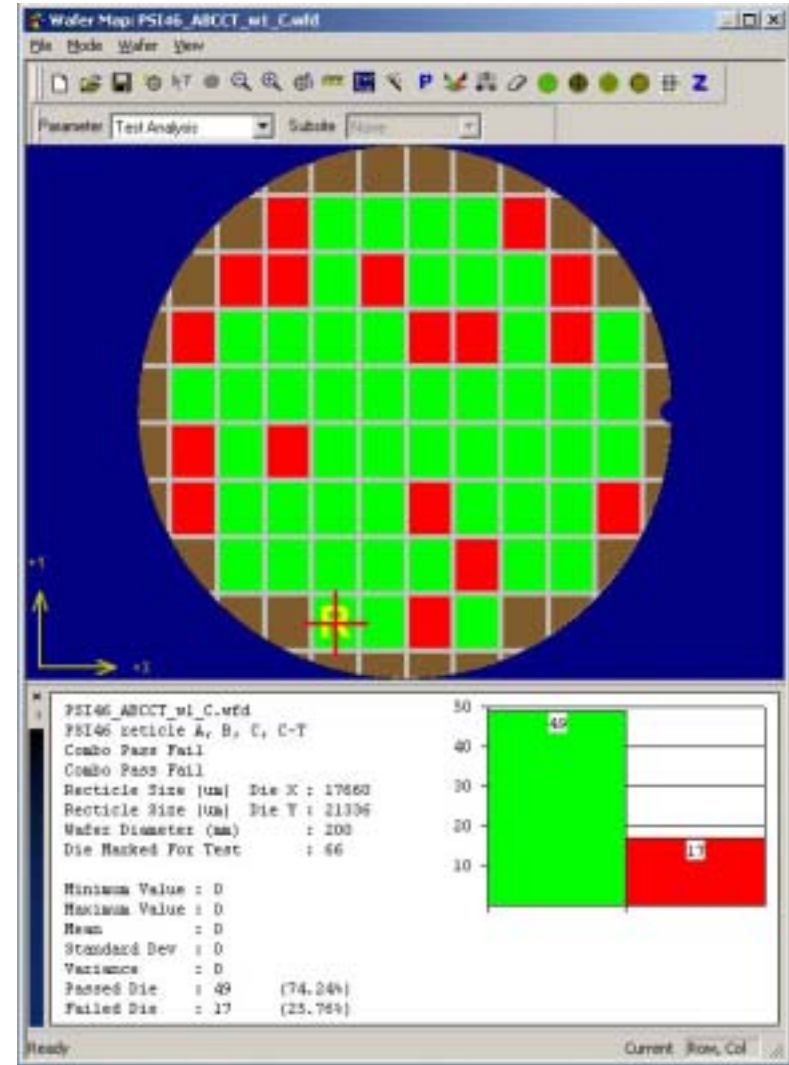 Wafer Map: PSI46_ABCCT_w1_C.wfd
File Mode Wafer View
Parameter Test Analysis Subsite None
R
+Y
+X
PSI46_ABCCT_w1_C.wfd
PSI46 reticle A, B, C, C-T
Combo Pass Fail
Combo Pass Fail
Recticle Size (um) Die X : 17660
Recticle Size (um) Die Y : 21336
Wafer Diameter (mm) : 200
Die Marked For Test : 66
Minimum Value : 0
Maximum Value : 0
Mean : 0
Standard Dev : 0
Variance : 0
Passed Die : 49 (74.24%)
Failed Die : 17 (25.76%)
50
40
30
20
10
49
17
Ready Current Row, Col